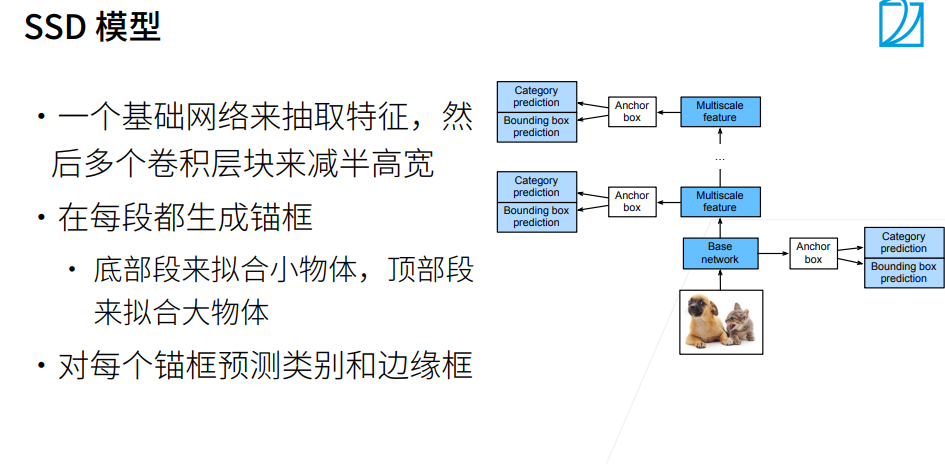 SSD 模型
• 一个基础网络来抽取特征，然
后多个卷积层块来减半高宽
• 在每段都生成锚框
• 底部段来拟合小物体，顶部段
来拟合大物体
• 对每个锚框预测类别和边缘框
Category
prediction
Bounding box
prediction
Anchor
box
Multiscale
feature
...
Category
prediction
Bounding box
prediction
Anchor
box
Multiscale
feature
Base
network
Anchor
box
Category
prediction
Bounding box
prediction